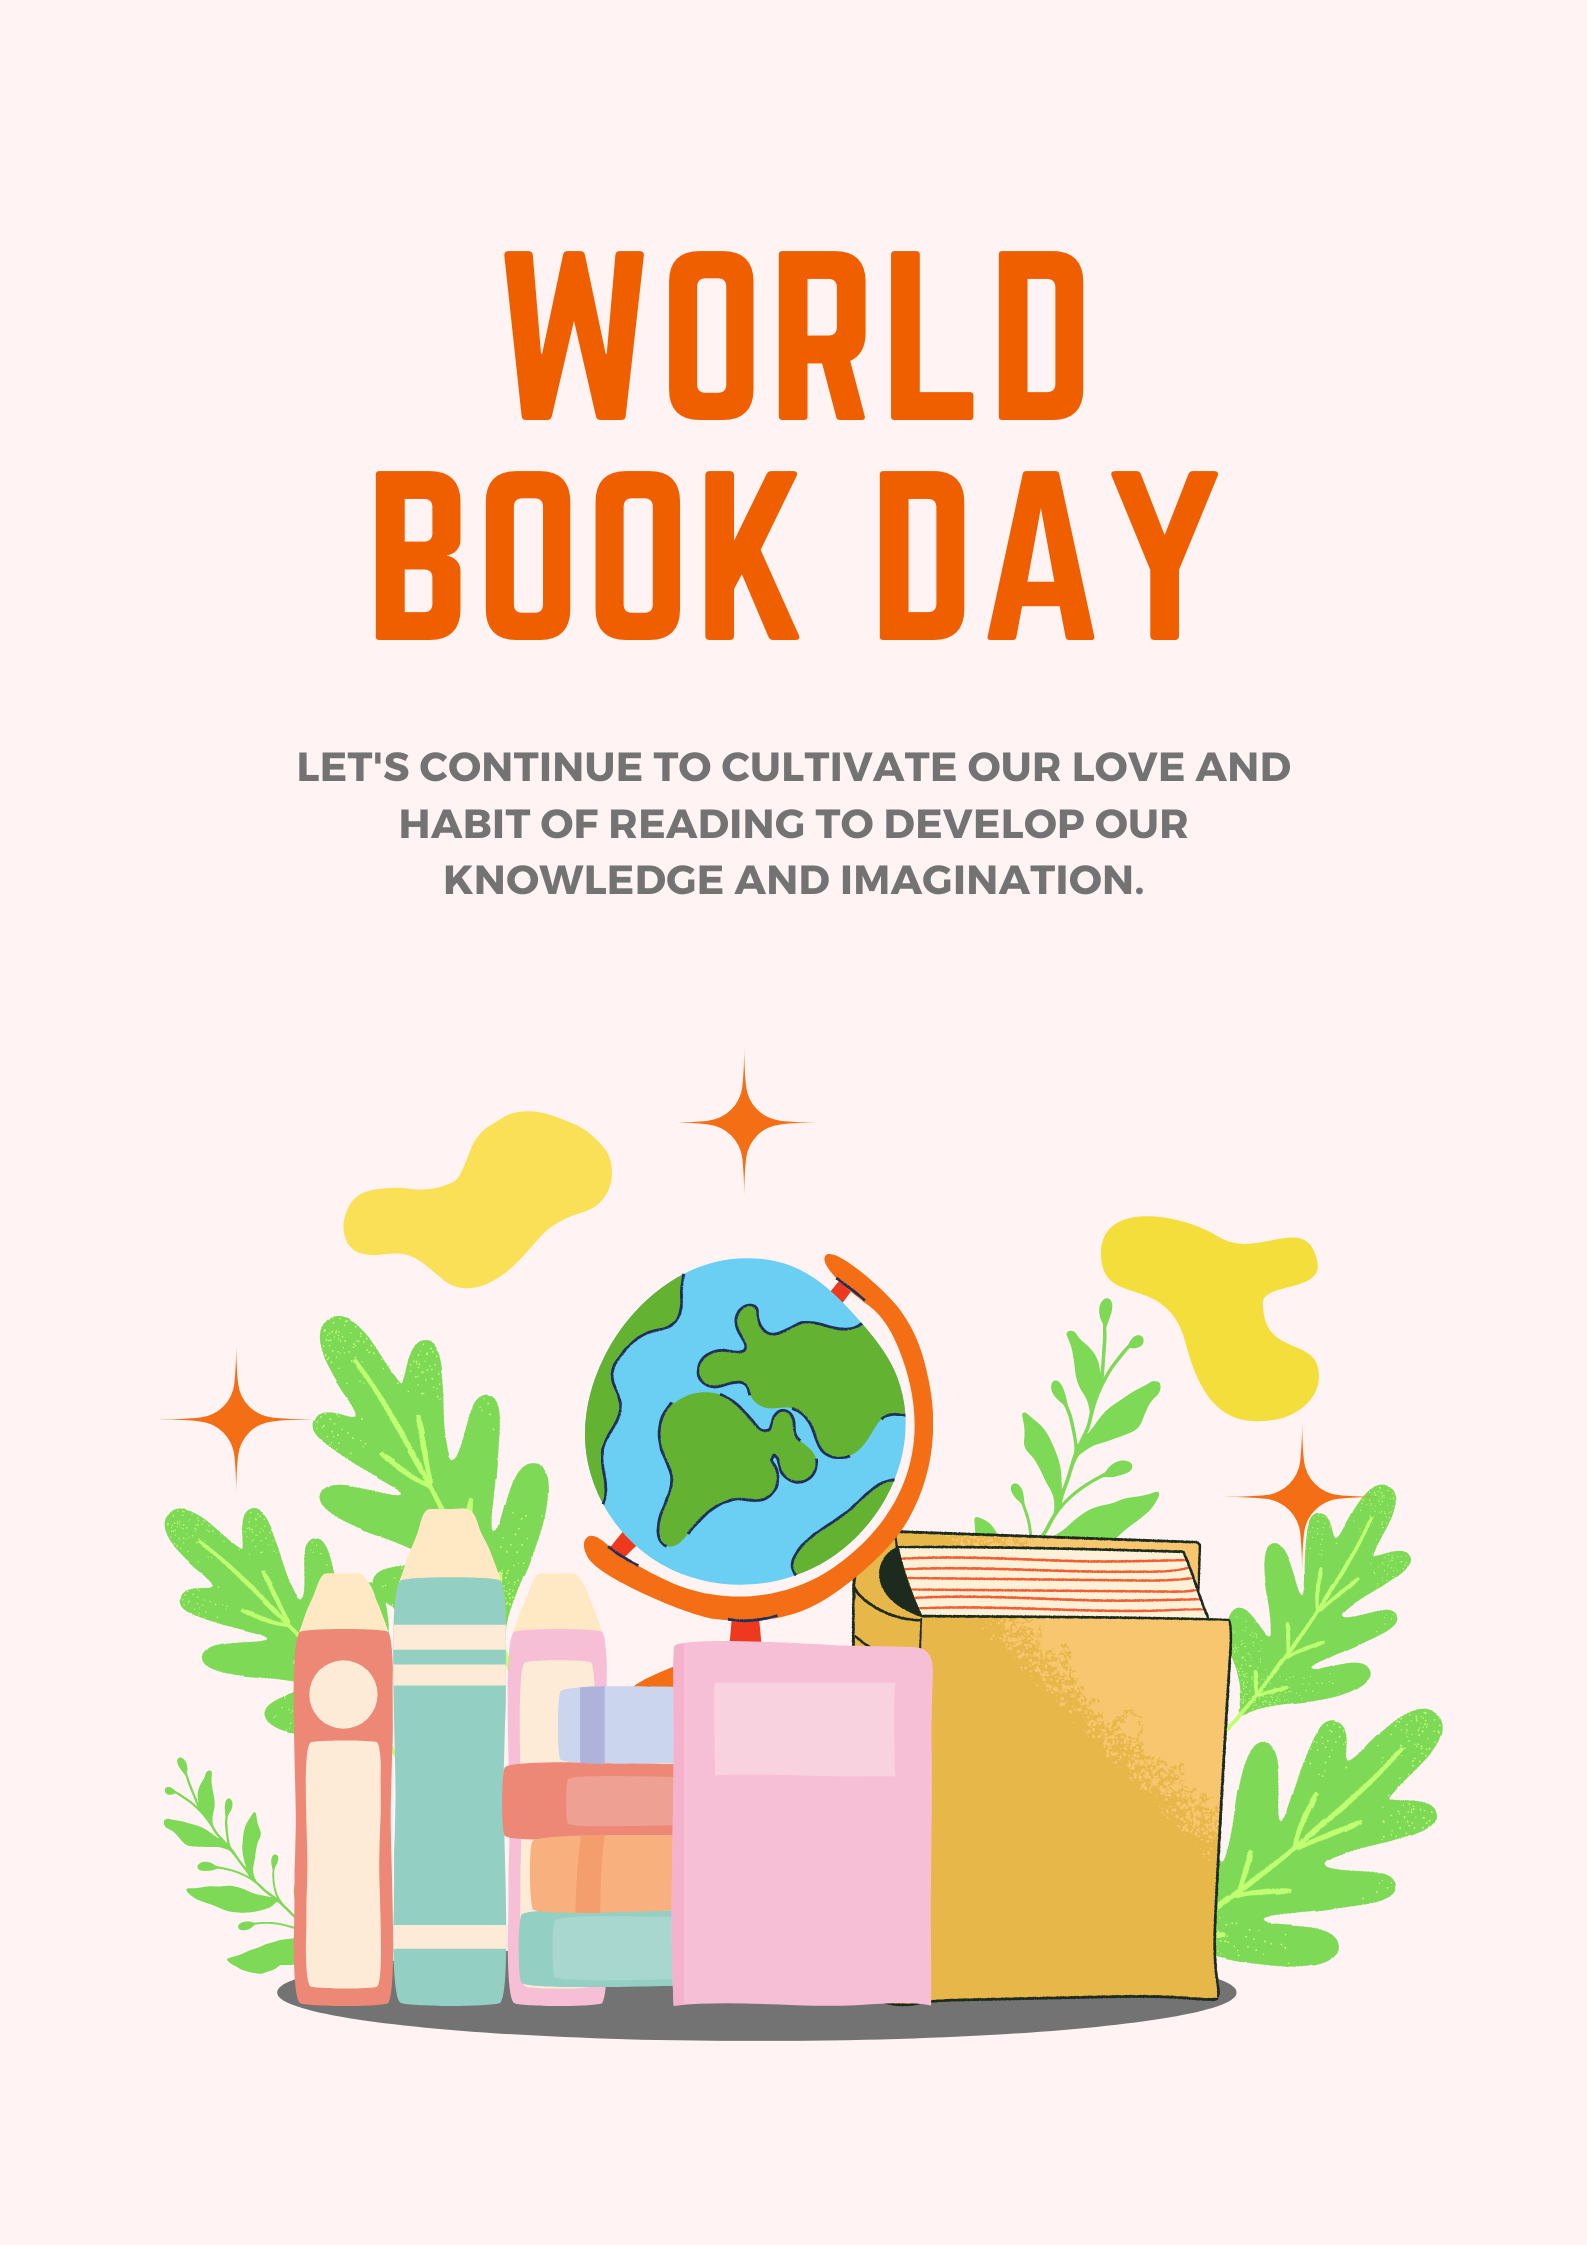 WORLD
BOOK DAY
LET'S CONTINUE TO CULTIVATE OUR LOVE AND
HABIT OF READING TO DEVELOP OUR
KNOWLEDGE AND IMAGINATION.